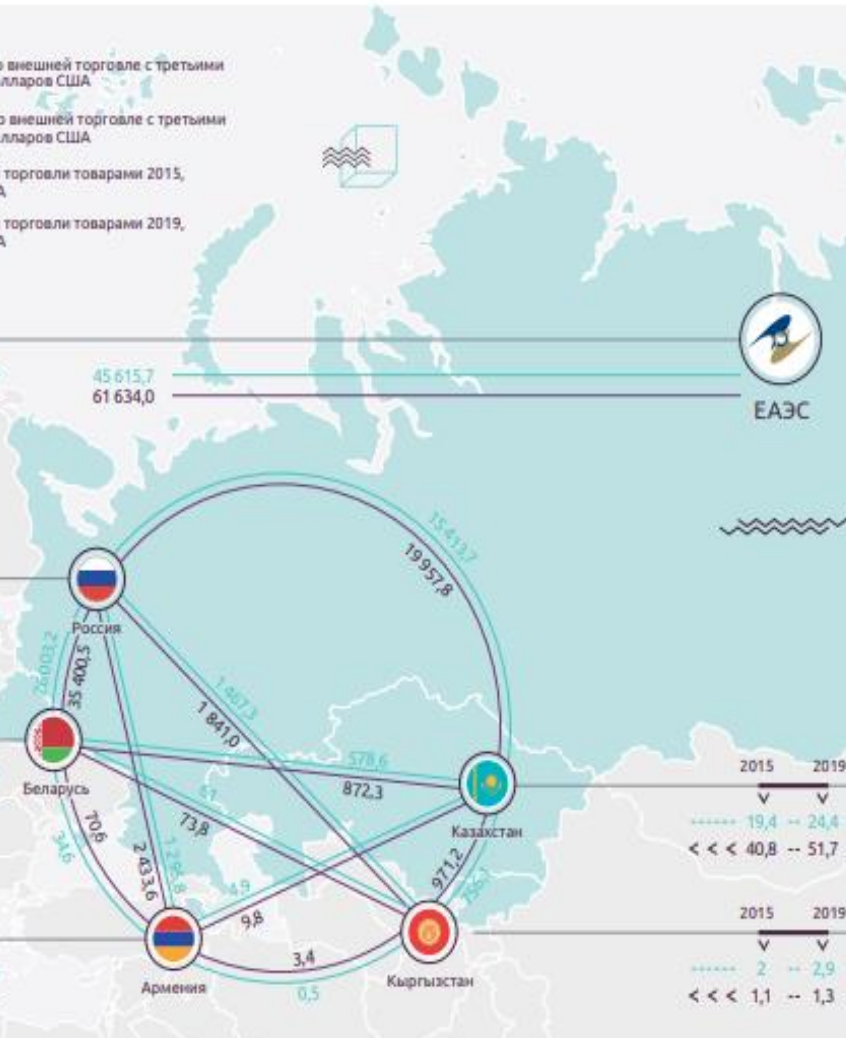 внешней торговле с третьими
лларов США
внешней торговле с третьими
лларов США
торговли товарами 2015,
торговли товарами 2019,
45 615,7
61 634,0
ЕАЭС
15 413,7
19 957,8
Россия
26 003,2
35 400,5
1 467,3
1 841,0
578,6
872,3
Беларусь
61
73,8
Казахстан
70,6
34,6
2 433,6
1 295,8
4,9
9,8
971,2
3,4
0,5
Армения
Кыргызстан
2015 2019
------ 19,4 -- 24,4
< < < 40,8 -- 51,7
2015 2019
------ 2 -- 2,9
< < < 1,1 -- 1,3